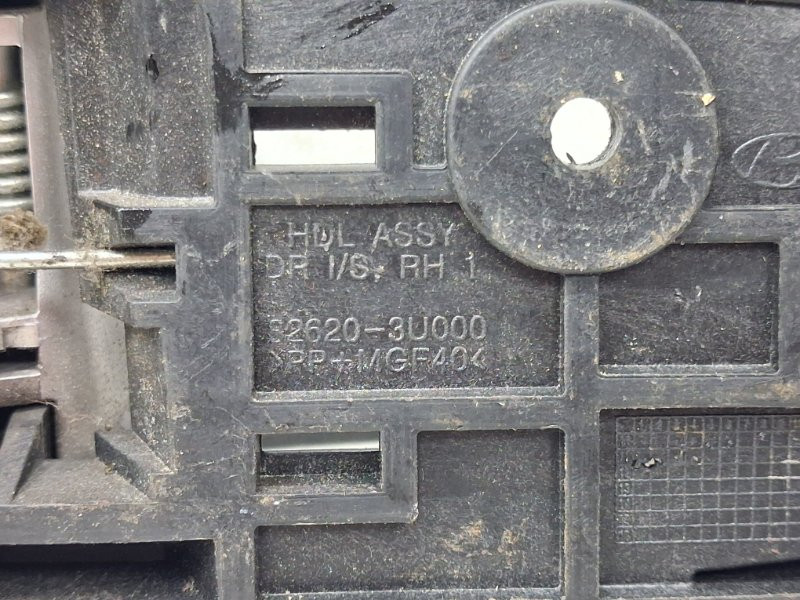 HDL ASSY
DR I/S, RH 1
82620-3U000
>PP+MGF40<